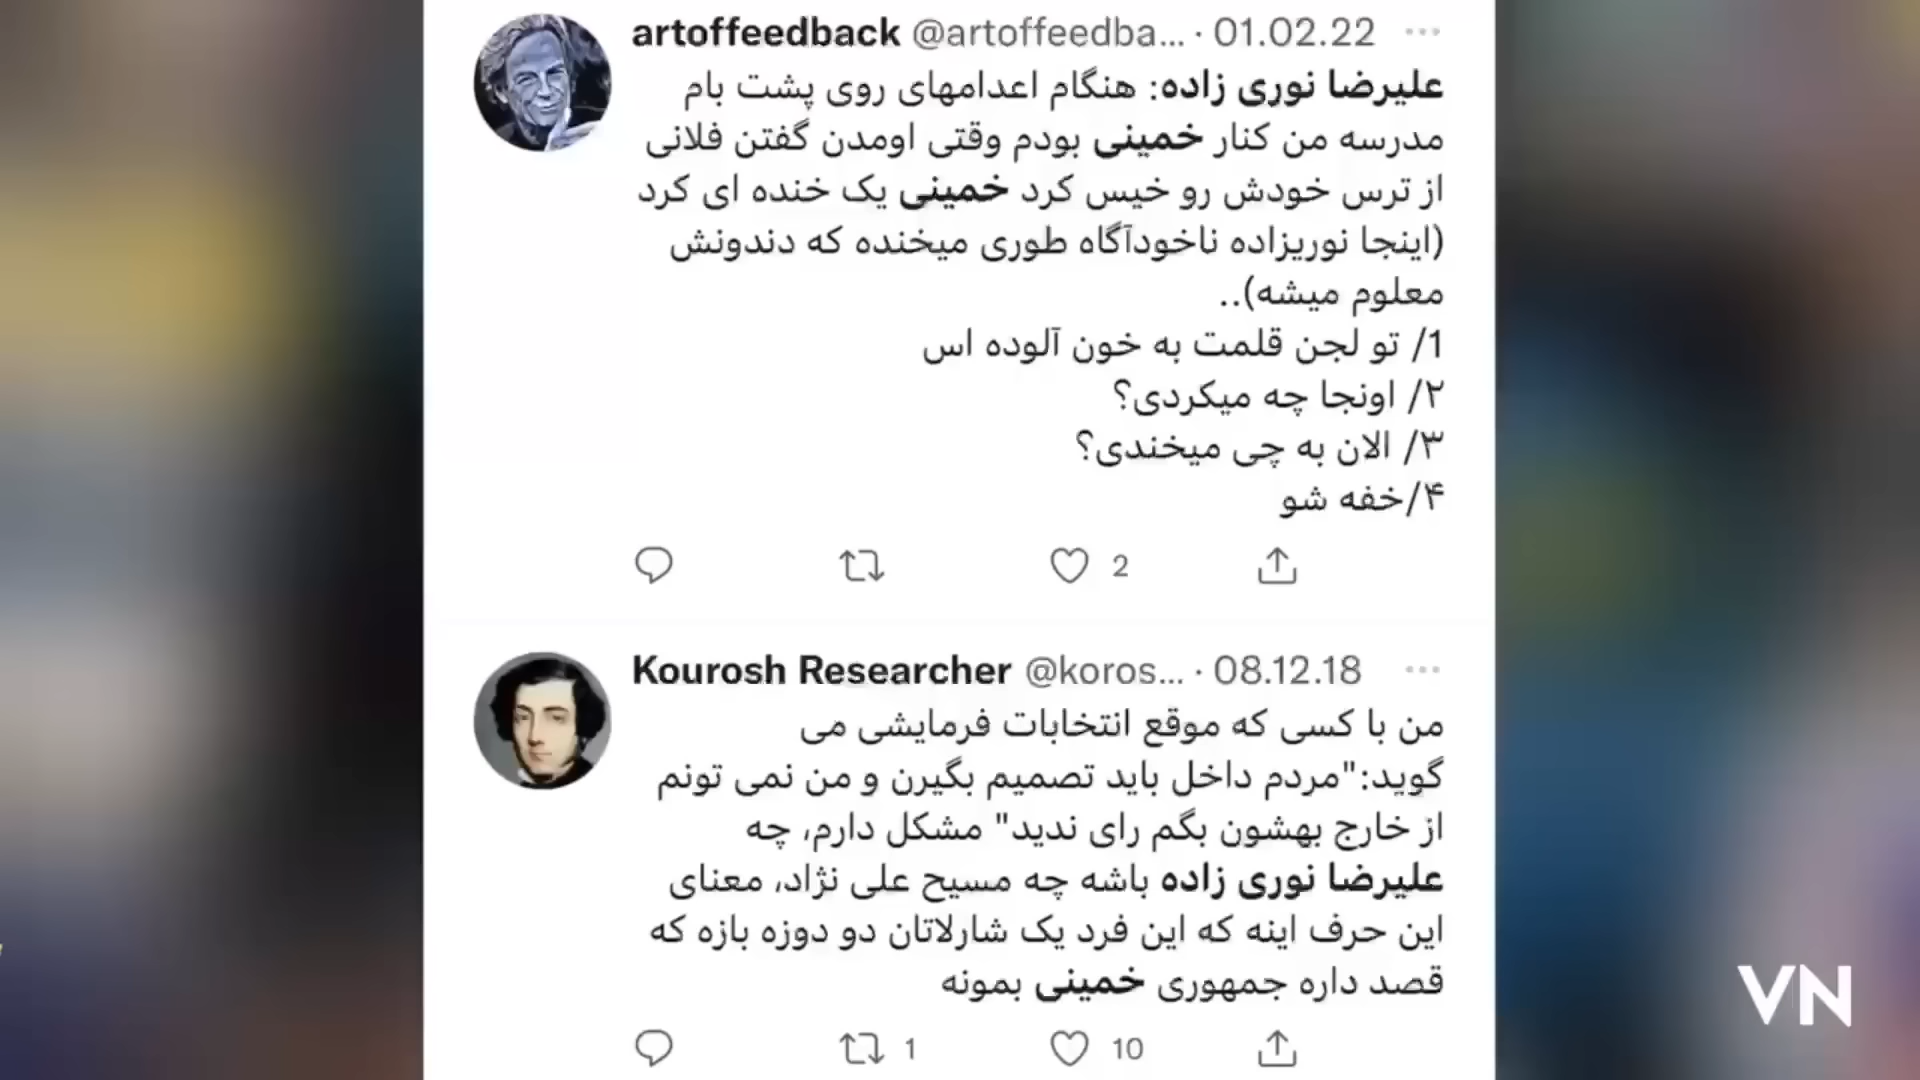 artoffeedback @artoffeedba... · 01.02.22
علیرضا نوری زاده: هنگام اعدامهای روی پشت بام
مدرسه من کنار خمینی بودم وقتی اومدن گفتن فلانی
از ترس خودش رو خیس کرد خمینی یک خنده ای کرد
(اینجا نوریزاده ناخودآگاه طوری میخنده که دندونش
معلوم میشه)..
1/ تو لجن قلمت به خون آلوده اس
۲/ اونجا چه میکردی؟
۳/ الان به چی میخندی؟
۴/خفه شو
2
Kourosh Researcher @koros... · 08.12.18
من با کسی که موقع انتخابات فرمایشی می
گوید:"مردم داخل باید تصمیم بگیرن و من نمی تونم
از خارج بهشون بگم رای ندید" مشکل دارم، چه
علیرضا نوری زاده باشه چه مسیح علی نژاد، معنای
این حرف اینه که این فرد یک شارلاتان دو دوزه بازه که
قصد داره جمهوری خمینی بمونه
1 10
VN